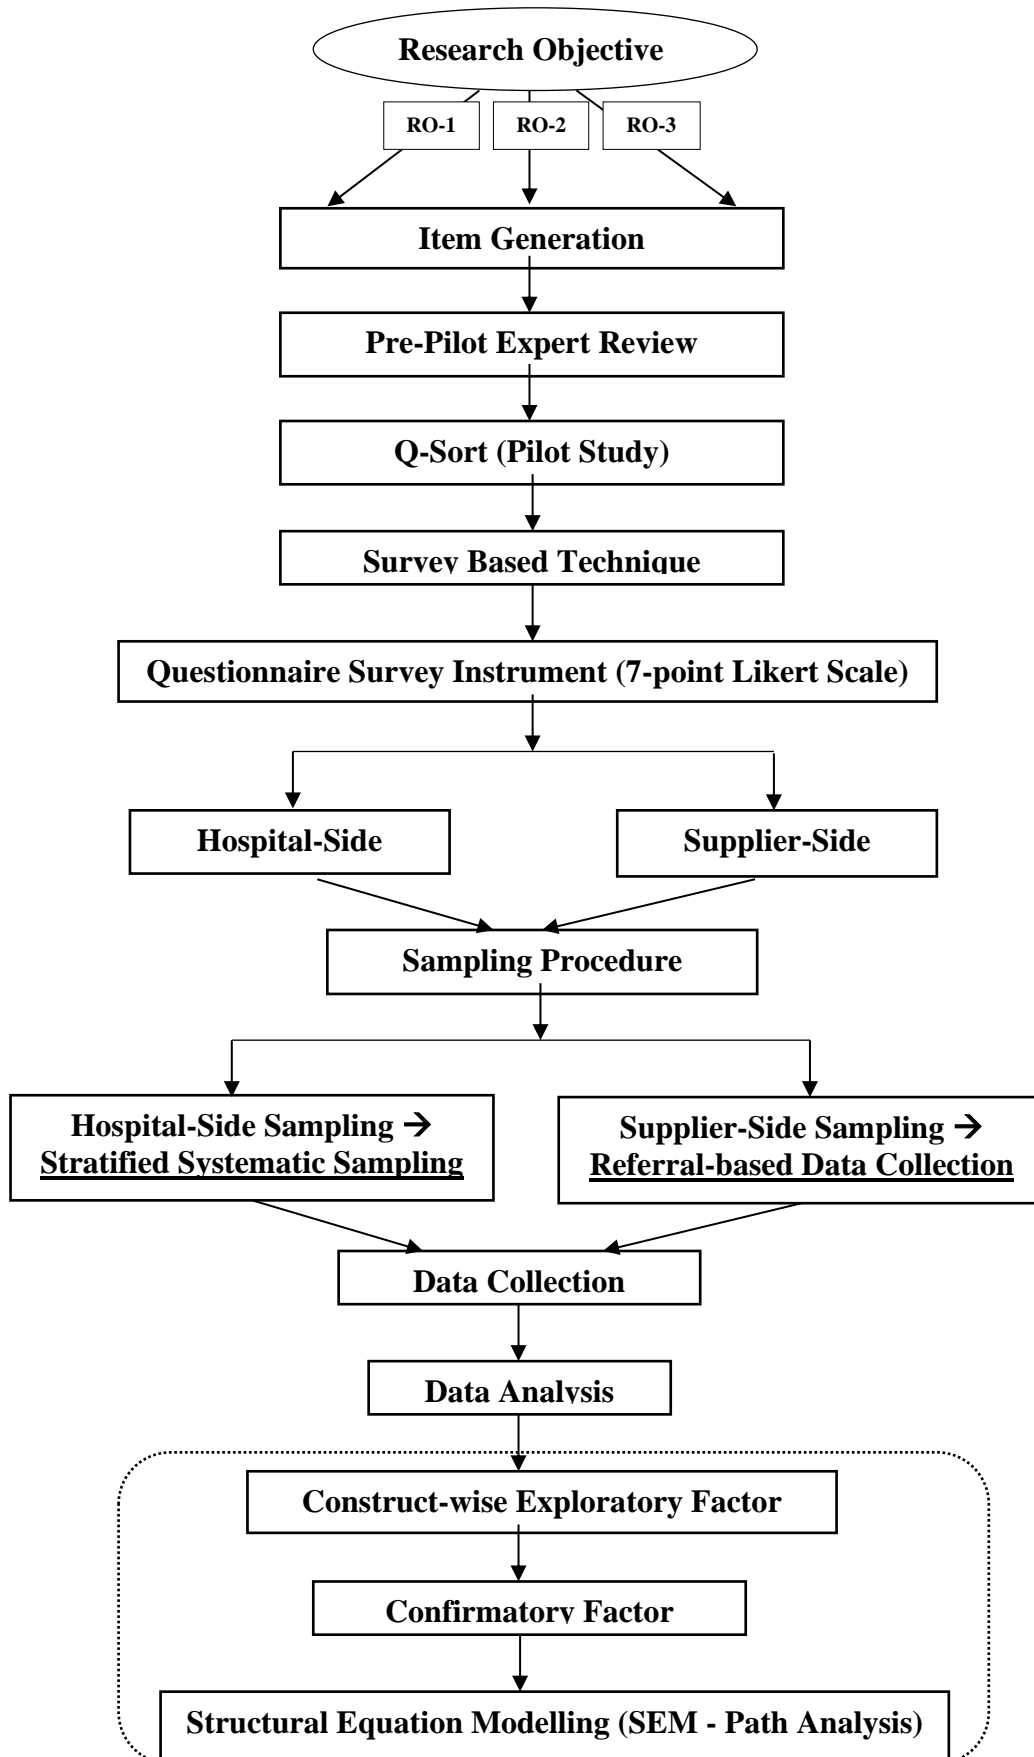 Research Objective
RO-1
RO-2
RO-3
Item Generation
Pre-Pilot Expert Review
Q-Sort (Pilot Study)
Survey Based Technique
Questionnaire Survey Instrument (7-point Likert Scale)
Hospital-Side
Supplier-Side
Sampling Procedure
Hospital-Side Sampling →
Stratified Systematic Sampling
Supplier-Side Sampling →
Referral-based Data Collection
Data Collection
Data Analysis
Construct-wise Exploratory Factor
Confirmatory Factor
Structural Equation Modelling (SEM - Path Analysis)